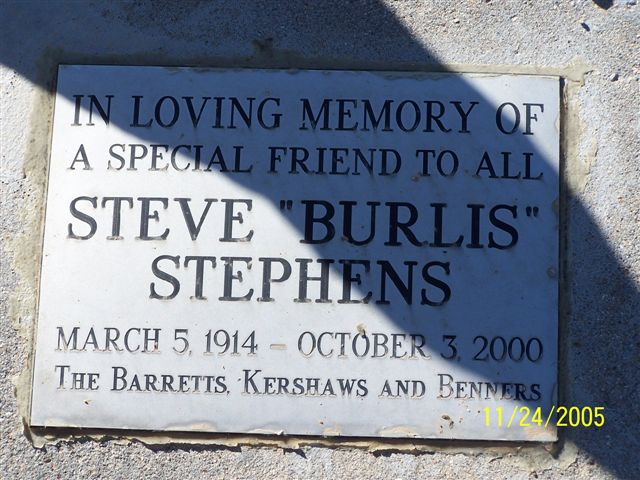 IN LOVING MEMORY OF
A SPECIAL FRIEND TO ALL
STEVE "BURLIS"
STEPHENS
MARCH 5, 1914 – OCTOBER 3, 2000
THE BARRETTS, KERSHAWS AND BENNERS
11/24/2005